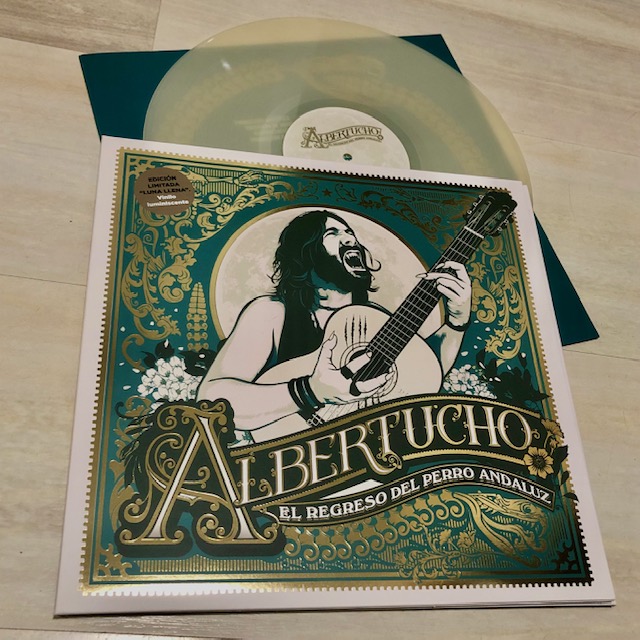 ALBERTUCHO
EDICIÓN
LIMITADA
"LUNA LLENA"
Vinilo
luminiscente
ALBERTUCHO
EL REGRESO DEL PERRO ANDALUZ